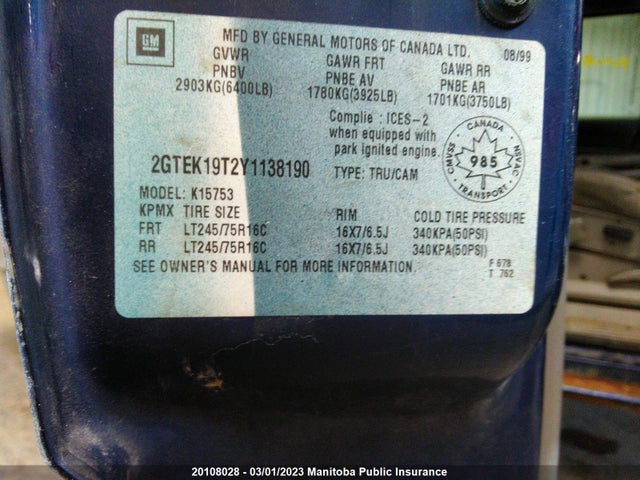 GM
MFD BY GENERAL MOTORS OF CANADA LTD. 08/99
GVWR GAWR FRT GAWR RR
PNBV PNBE AV PNBE AR
2903KG(6400LB) 1780KG(3925LB) 1701KG(3750LB)
Complie : ICES-2
when equipped with
park ignited engine.
CANADA
CMVSS 985 NSVAC
2GTEK19T2Y1138190 TYPE: TRU/CAM
MODEL: K15753
KPMX TIRE SIZE RIM COLD TIRE PRESSURE
FRT LT245/75R16C 16X7/6.5J 340KPA(50PSI)
RR LT245/75R16C 16X7/6.5J 340KPA(50PSI)
SEE OWNER'S MANUAL FOR MORE INFORMATION.
F 678
T 762
20108028 - 03/01/2023 Manitoba Public Insurance